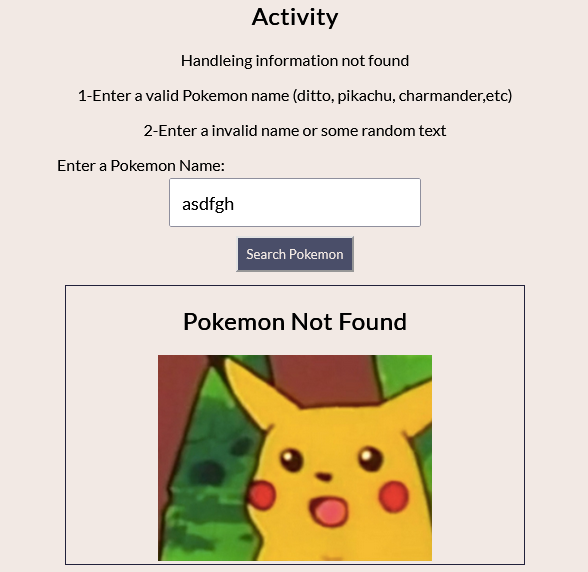 Activity
Handleing information not found
1-Enter a valid Pokemon name (ditto, pikachu, charmander,etc)
2-Enter a invalid name or some random text
Enter a Pokemon Name:
asdfgh
Search Pokemon
Pokemon Not Found